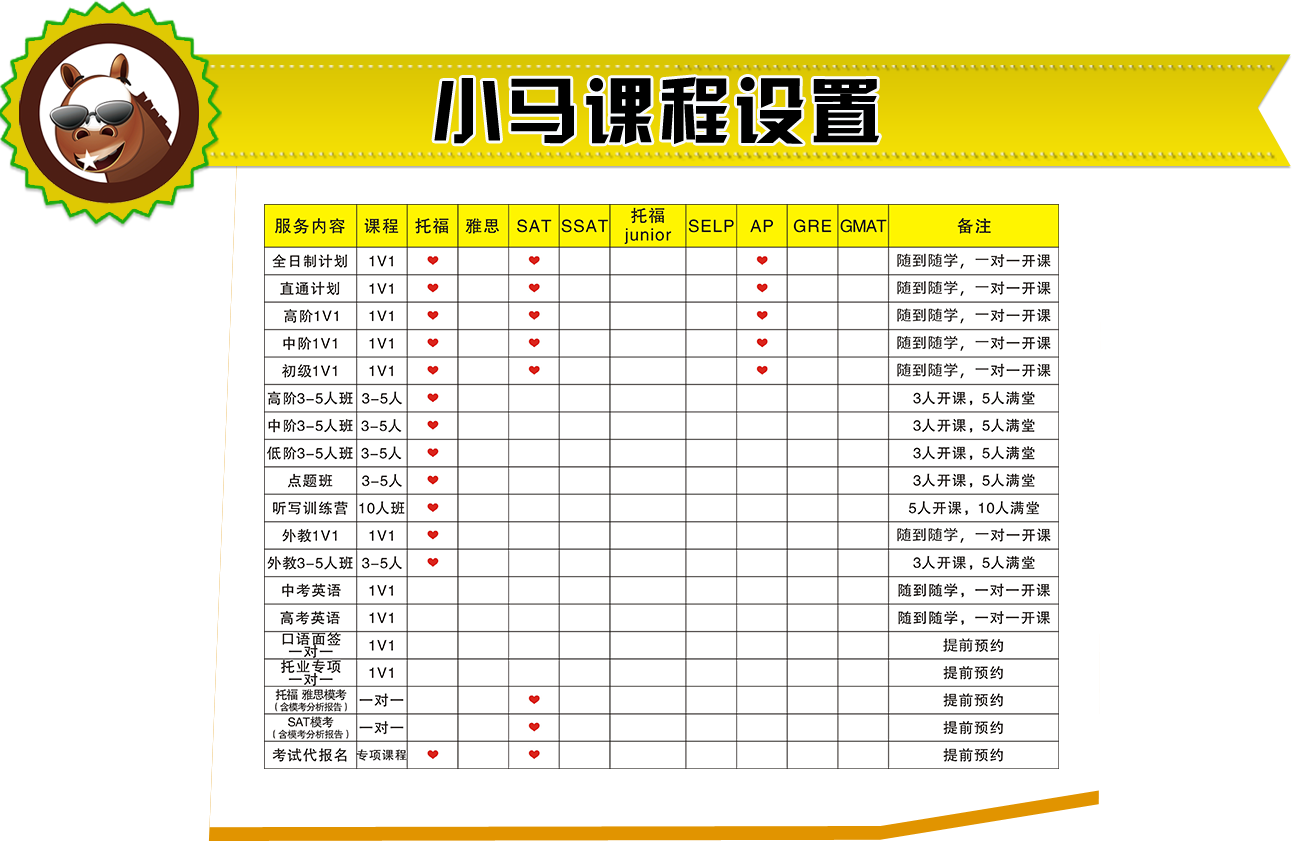 小马课程设置
服务内容 课程 托福 雅思 SAT SSAT 托福 junior SELP AP GRE GMAT 备注
全日制计划 1V1 ❤ ❤ ❤ 随到随学，一对一开课
直通计划 1V1 ❤ ❤ ❤ 随到随学，一对一开课
高阶1V1 1V1 ❤ ❤ ❤ 随到随学，一对一开课
中阶1V1 1V1 ❤ ❤ ❤ 随到随学，一对一开课
初级1V1 1V1 ❤ ❤ ❤ 随到随学，一对一开课
高阶3-5人班 3-5人 ❤ 3人开课，5人满堂
中阶3-5人班 3-5人 ❤ 3人开课，5人满堂
低阶3-5人班 3-5人 ❤ 3人开课，5人满堂
点题班 3-5人 ❤ 3人开课，5人满堂
听写训练营 10人班 ❤ 5人开课，10人满堂
外教1V1 1V1 ❤ 随到随学，一对一开课
外教3-5人班 3-5人 ❤ 3人开课，5人满堂
中考英语 1V1 随到随学，一对一开课
高考英语 1V1 随到随学，一对一开课
口语面签 一对一 1V1 提前预约
托业专项 一对一 1V1 提前预约
托福 雅思模考 （含模考分析报告） 一对一 ❤ 提前预约
SAT模考 （含模考分析报告） 一对一 ❤ 提前预约
考试代报名 专项课程 ❤ ❤ 提前预约